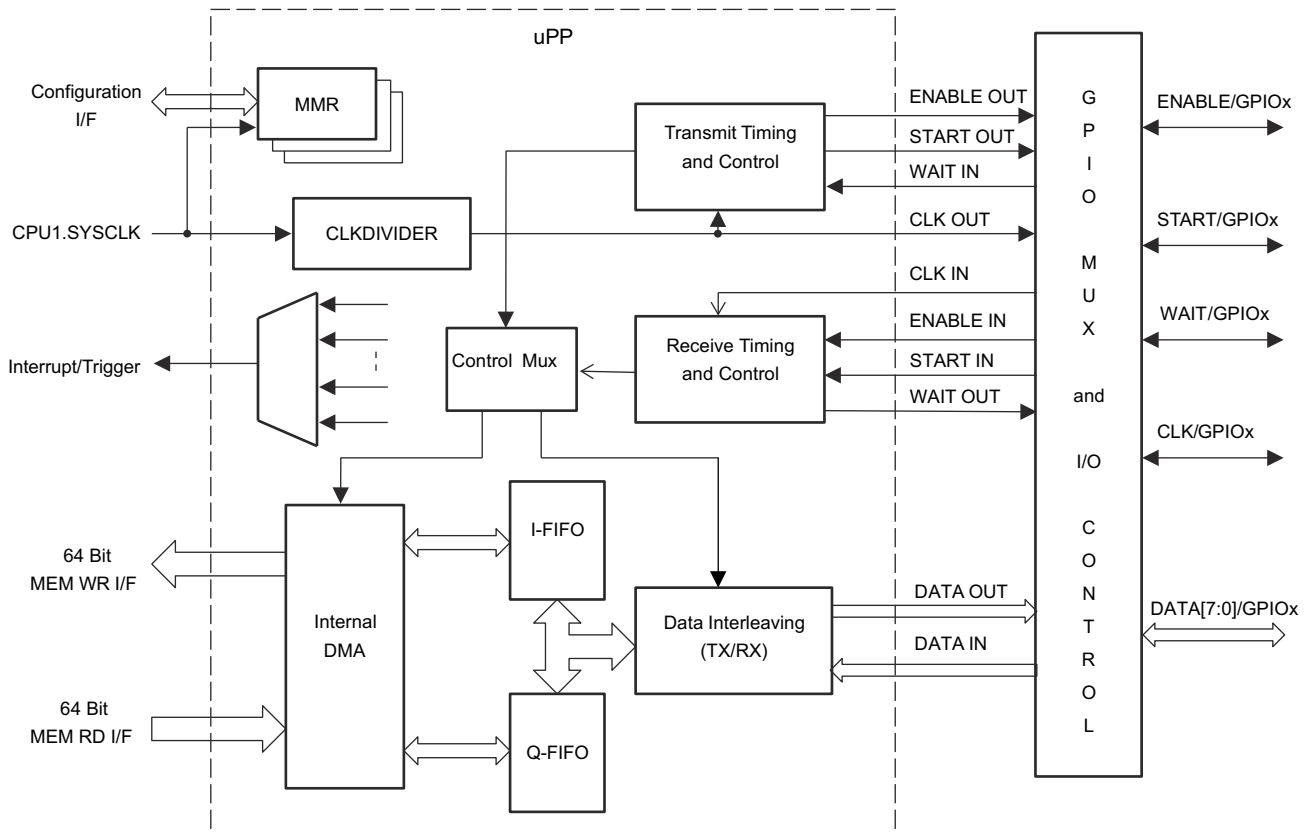 uPP
Configuration
I/F
MMR
CPU1.SYSCLK
CLKDIVIDER
Transmit Timing
and Control
ENABLE OUT
START OUT
WAIT IN
CLK OUT
CLK IN
ENABLE IN
START IN
WAIT OUT
Interrupt/Trigger
Control Mux
Receive Timing
and Control
64 Bit
MEM WR I/F
64 Bit
MEM RD I/F
Internal
DMA
I-FIFO
Q-FIFO
Data Interleaving
(TX/RX)
DATA OUT
DATA IN
GPIO
MUX
and
I/O
CONTROL
ENABLE/GPIOx
START/GPIOx
WAIT/GPIOx
CLK/GPIOx
DATA[7:0]/GPIOx